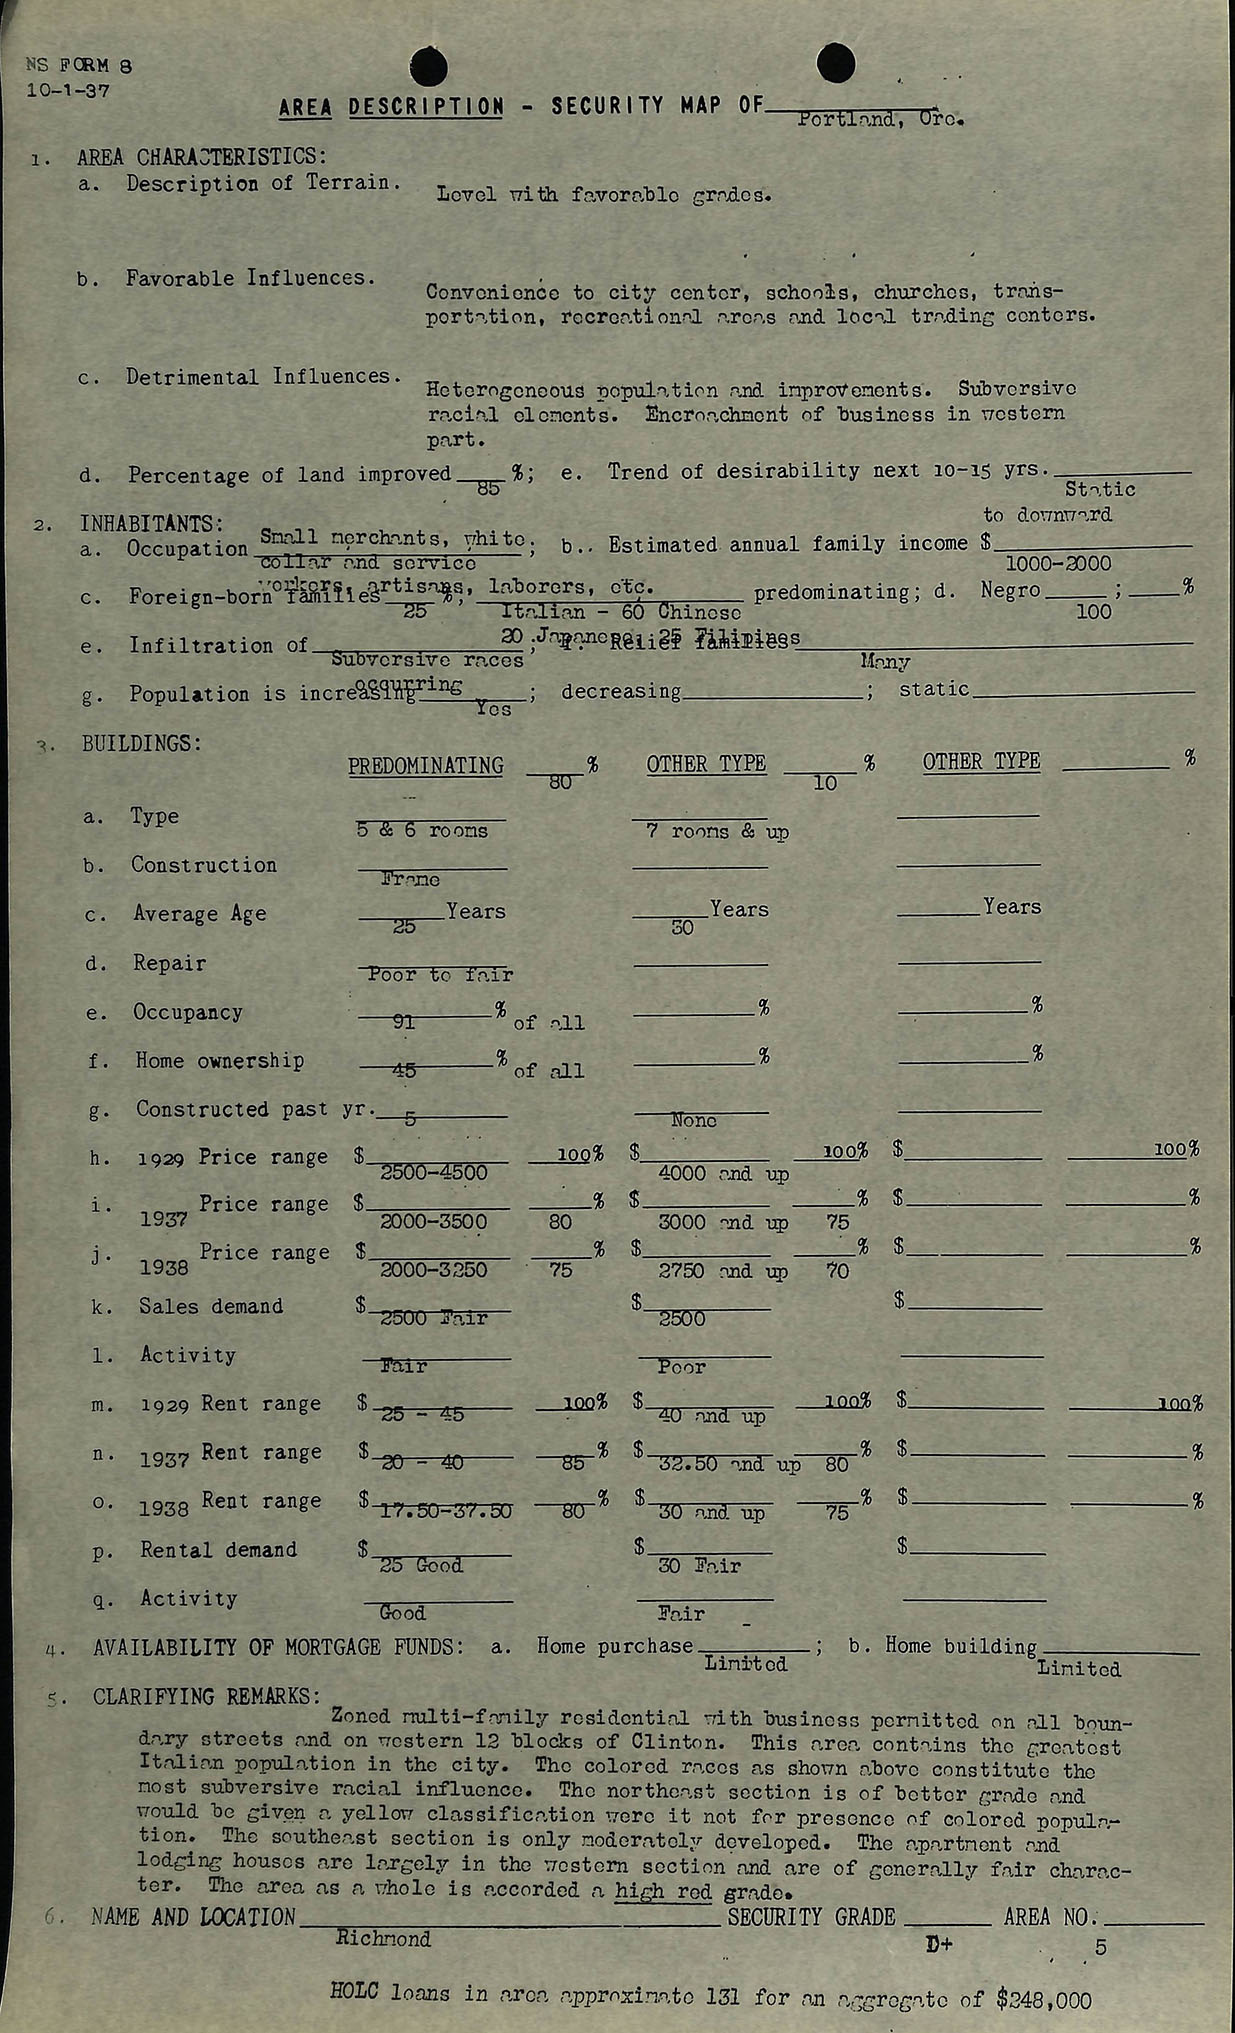 NS FORM 8
10-1-37
AREA DESCRIPTION - SECURITY MAP OF Portland, Ore.
1. AREA CHARACTERISTICS:
a. Description of Terrain. Level with favorable grades.
b. Favorable Influences. Convenience to city center, schools, churches, trans-
portation, recreational areas and local trading centers.
c. Detrimental Influences. Heterogeneous population and improvements. Subversive
racial elements. Encroachment of business in western
part.
d. Percentage of land improved 85 %; e. Trend of desirability next 10-15 yrs. Static
to downward
2. INHABITANTS:
a. Occupation Small merchants, white collar and service workers, artisans, laborers, etc.; b.. Estimated annual family income $ 1000-2000
c. Foreign-born families 25 %; Italian - 60 Chinese 20 Japanese, 25 Filipinos predominating; d. Negro 100 ; %
e. Infiltration of Subversive races occurring ; f. Relief families Many
g. Population is increasing Yes ; decreasing ; static
3. BUILDINGS:
PREDOMINATING 80 % OTHER TYPE 10 % OTHER TYPE %
a. Type 5 & 6 rooms 7 rooms & up
b. Construction Frame
c. Average Age 25 Years 30 Years Years
d. Repair Poor to fair
e. Occupancy 91 % of all % %
f. Home ownership 45 % of all % %
g. Constructed past yr. 5 None
h. 1929 Price range $ 2500-4500 100% $ 4000 and up 100% $ 100%
i. 1937 Price range $ 2000-3500 80 % $ 3000 and up 75 % $ %
j. 1938 Price range $ 2000-3250 75 % $ 2750 and up 70 % $ %
k. Sales demand $ 2500 Fair $ 2500 $
l. Activity Fair Poor
m. 1929 Rent range $ 25 - 45 100% $ 40 and up 100% $ 100%
n. 1937 Rent range $ 20 - 40 85 % $ 32.50 and up 80 % $ %
o. 1938 Rent range $ 17.50-37.50 80 % $ 30 and up 75 % $ %
p. Rental demand $ 25 Good $ 30 Fair $
q. Activity Good Fair
4. AVAILABILITY OF MORTGAGE FUNDS: a. Home purchase Limited ; b. Home building Limited
5. CLARIFYING REMARKS:
Zoned multi-family residential with business permitted on all boun-
dary streets and on western 12 blocks of Clinton. This area contains the greatest
Italian population in the city. The colored races as shown above constitute the
most subversive racial influence. The northeast section is of better grade and
would be given a yellow classification were it not for presence of colored popula-
tion. The southeast section is only moderately developed. The apartment and
lodging houses are largely in the western section and are of generally fair charac-
ter. The area as a whole is accorded a high red grade.
6. NAME AND LOCATION Richmond SECURITY GRADE D+ AREA NO. 5
HOLC loans in area approximate 131 for an aggregate of $248,000